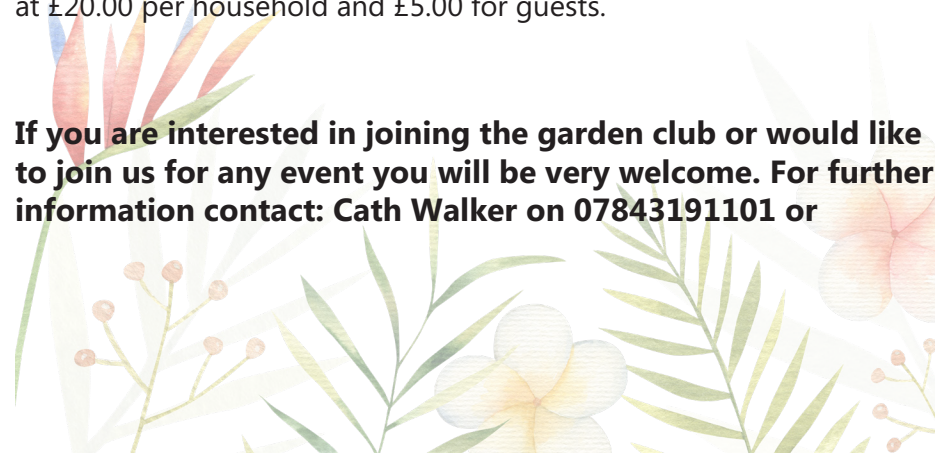 at £20.00 per household and £5.00 for guests.
If you are interested in joining the garden club or would like
to join us for any event you will be very welcome. For further
information contact: Cath Walker on 07843191101 or